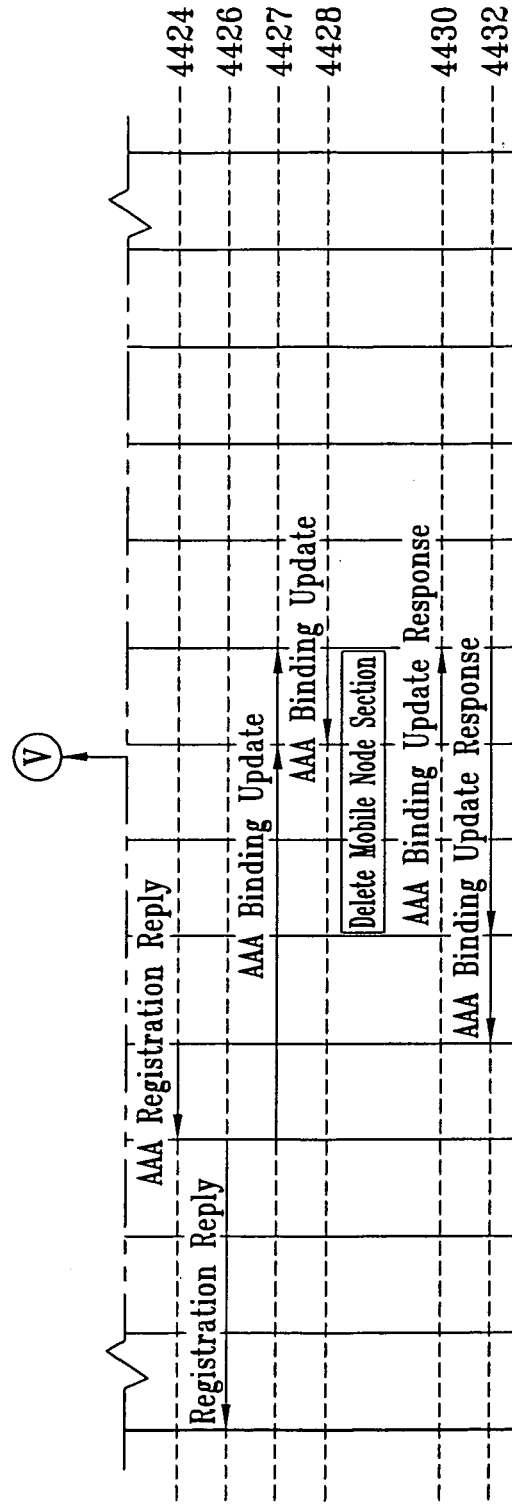 V
AAA Registration Reply
4424
Registration Reply
4426
AAA Binding Update
4427
AAA Binding Update
4428
Delete Mobile Node Section
AAA Binding Update Response
4430
AAA Binding Update Response
4432